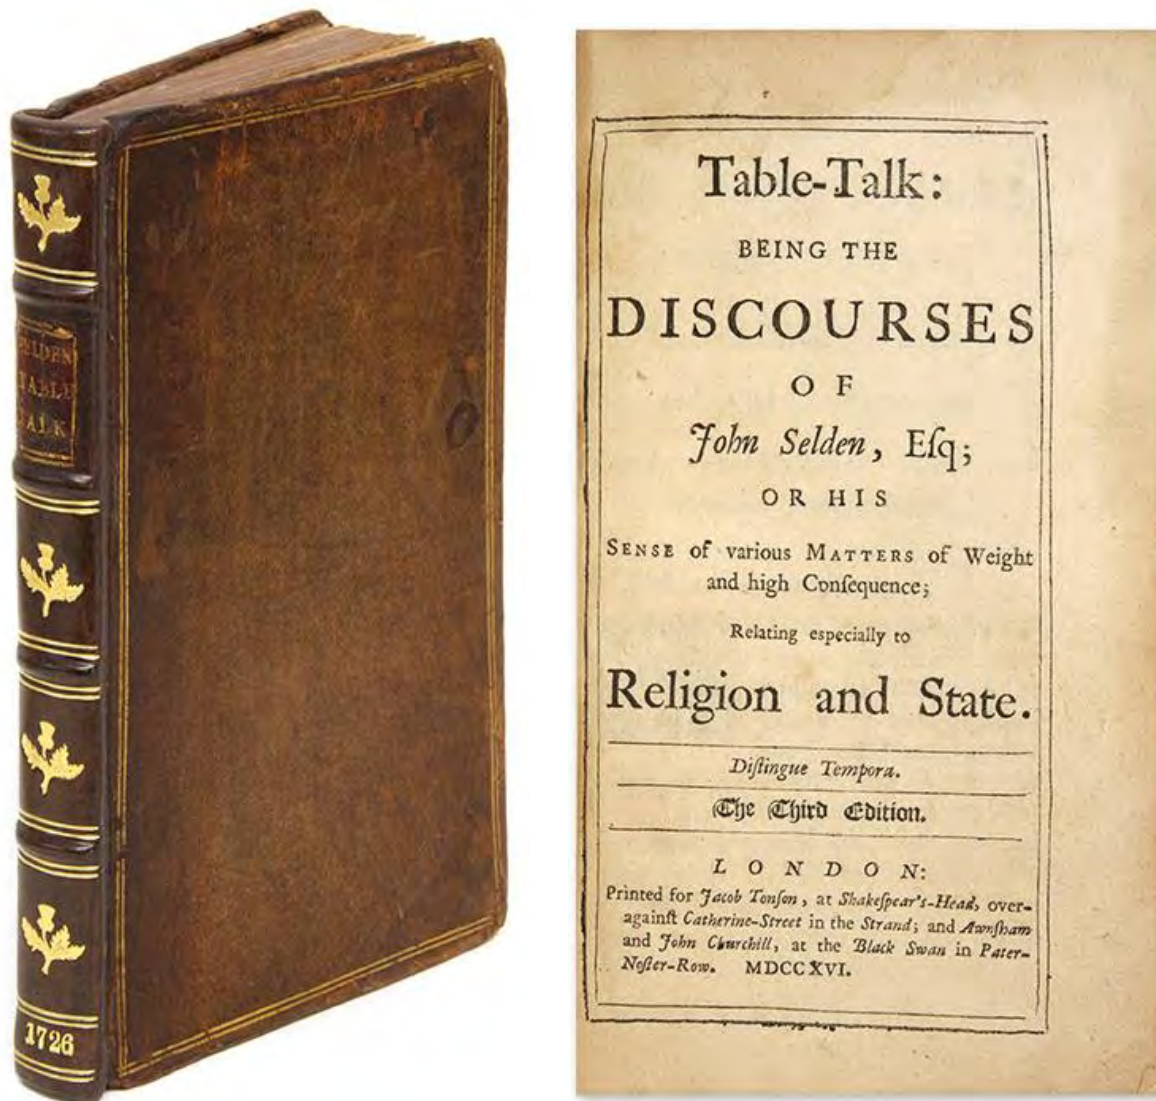 SELDEN
TABLE
TALK
1726
Table-Talk:
BEING THE
DISCOURSES
OF
John Selden, Eſq;
OR HIS
SENSE of various MATTERS of Weight
and high Conſequence;
Relating especially to
Religion and State.
Diſtingue Tempora.
The Third Edition.
LONDON:
Printed for Jacob Tonſon, at Shakeſpear's-Head, over-
againſt Catherine-Street in the Strand; and Awnſham
and John Churchill, at the Black Swan in Pater-
Noſter-Row. MDCCXVI.